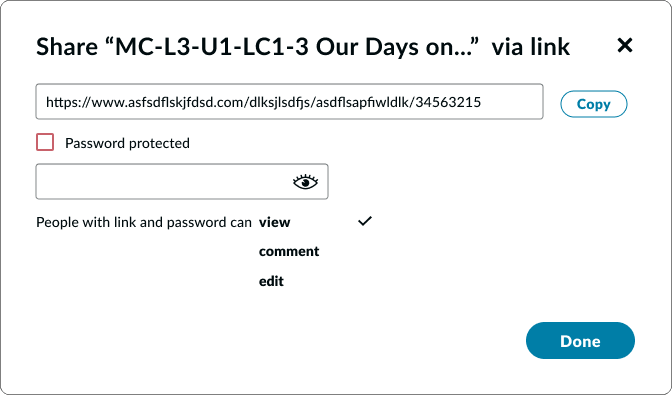 Share “MC-L3-U1-LC1-3 Our Days on...” via link
https://www.asfsdflskjfdsd.com/dlksjlsdfjs/asdflsapfiwldlk/34563215
Copy
Password protected
People with link and password can view
comment
edit
Done